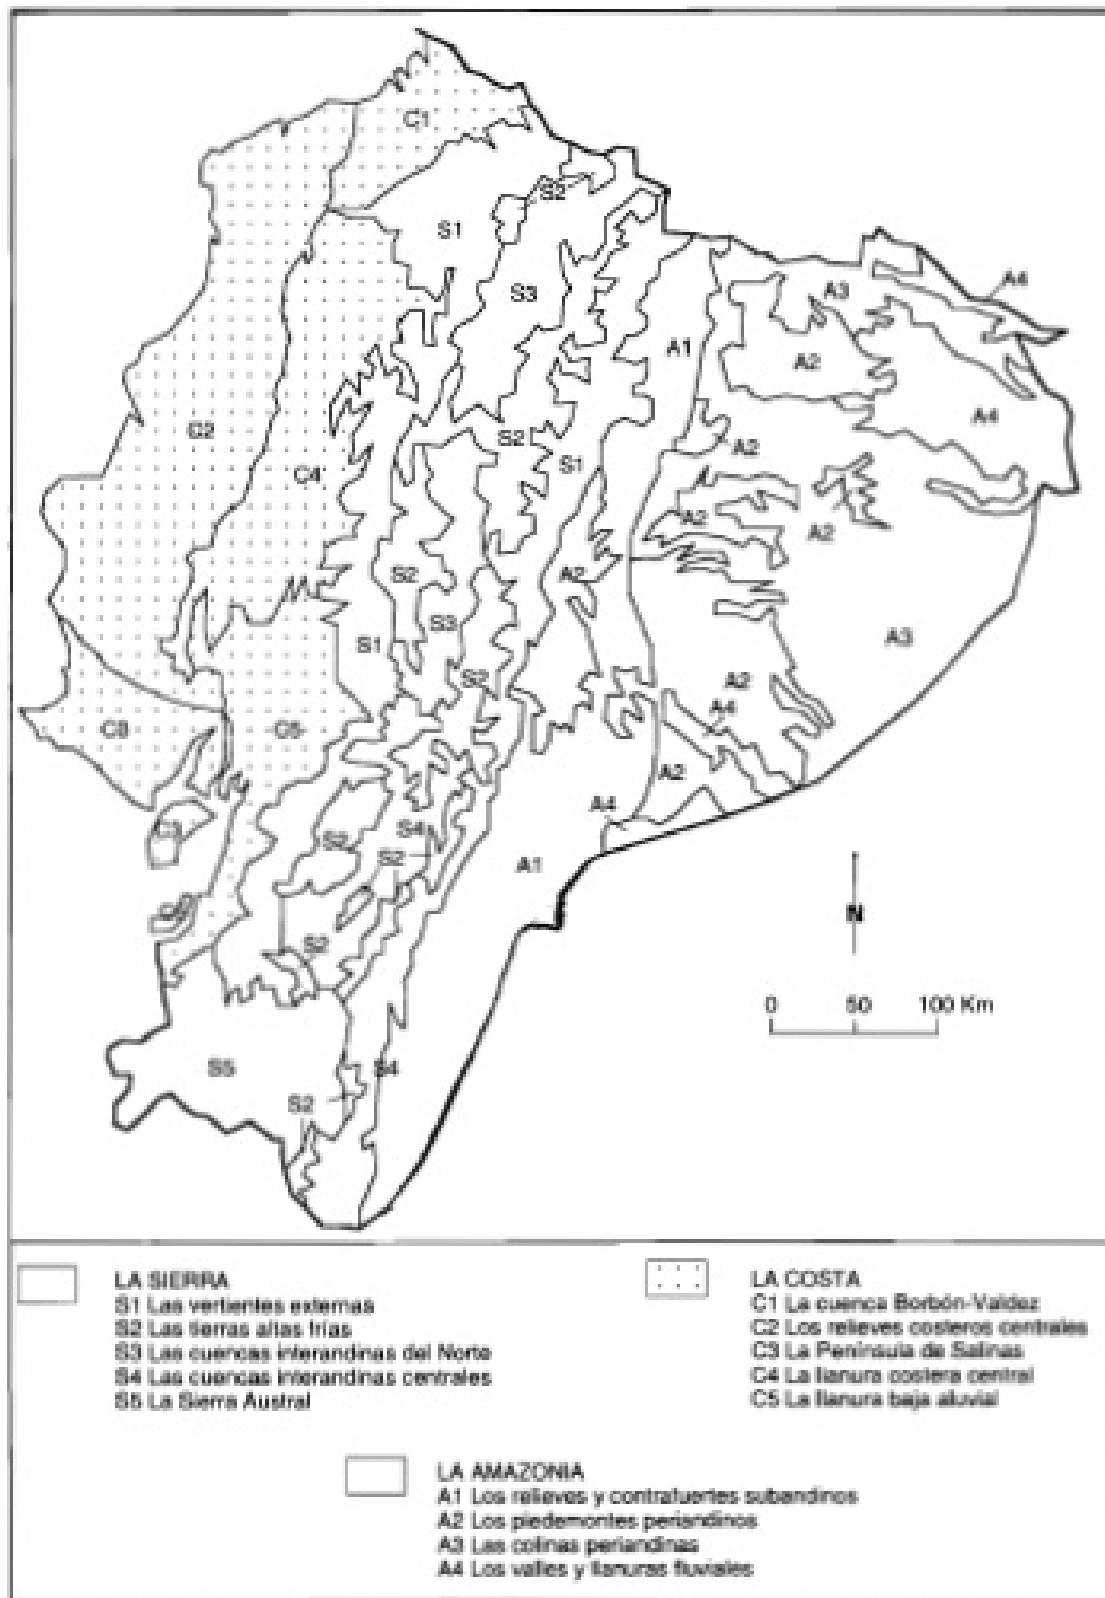 C1
S2
S1
S3
A3
A4
A1
A2
C2
A4
S2
A2
C4
S1
A2
A2
S2
A2
S3
S1
A3
S2
A2
A4
C3
C5
A2
A4
C3
S2
S4
S2
A1
N
S2
0 50 100 Km
S5
S4
S2
LA SIERRA
S1 Las vertientes externas
S2 Las tierras altas frías
S3 Las cuencas interandinas del Norte
S4 Las cuencas interandinas centrales
S5 La Sierra Austral
LA COSTA
C1 La cuenca Borbón-Valdez
C2 Los relieves costeros centrales
C3 La Península de Salinas
C4 La llanura costera central
C5 La llanura baja aluvial
LA AMAZONIA
A1 Los relieves y contrafuertes subandinos
A2 Los piedemontes periandinos
A3 Las colinas periandinas
A4 Los valles y llanuras fluviales